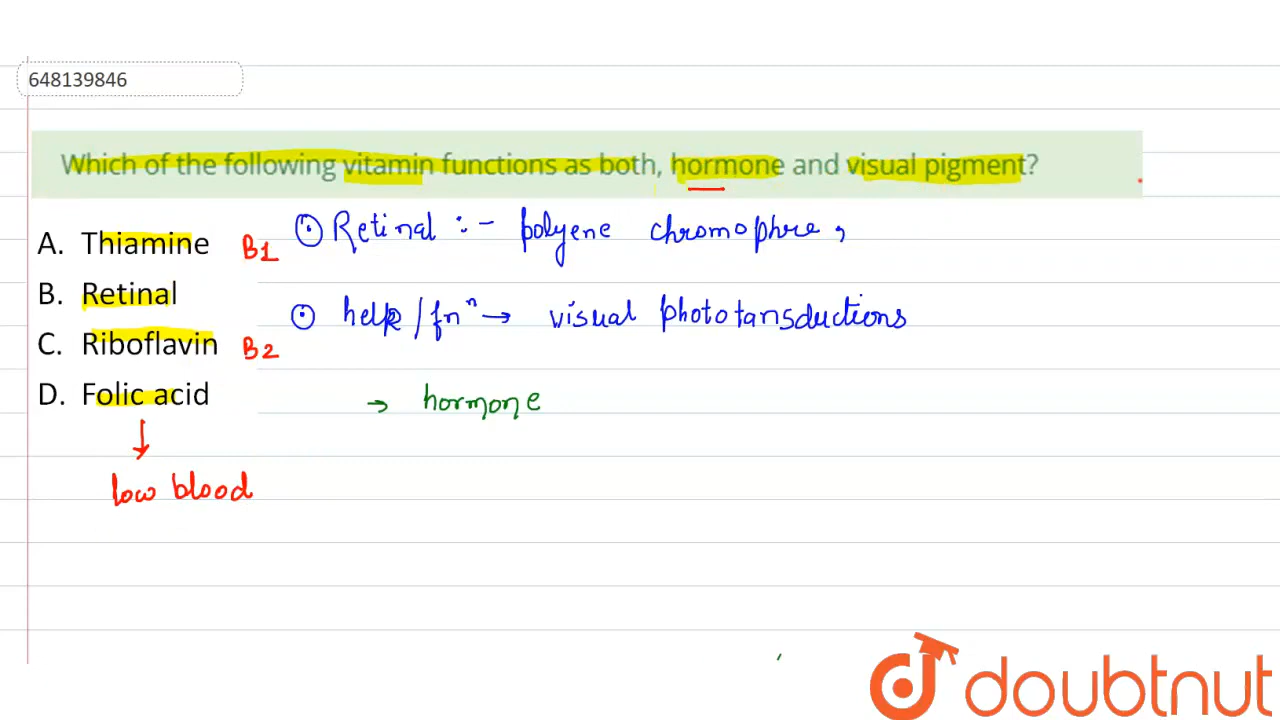 648139846
Which of the following vitamin functions as both, hormone and visual pigment?
A. Thiamine B1
B. Retinal
C. Riboflavin B2
D. Folic acid
low blood
Retinal :- polyene chromophre,
help/fnⁿ → visual phototansductions
→ hormone
doubtnut